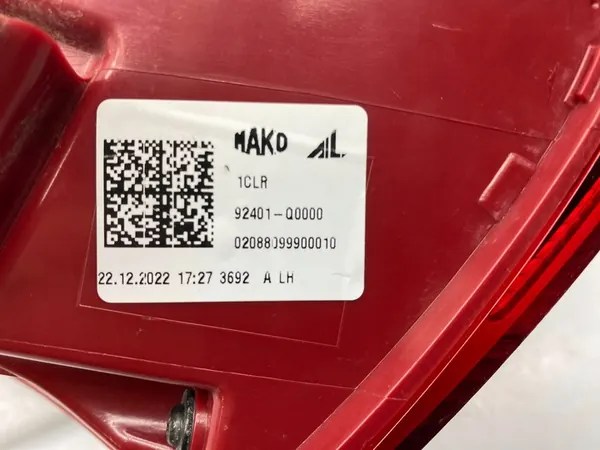 MAKO AL
1CLR
92401-Q0000
02088099900010
22.12.2022 17:27 3692 A LH